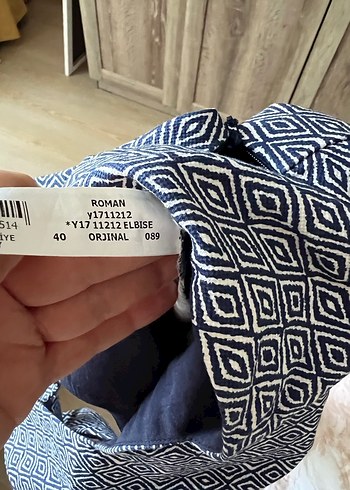 ROMAN
y1711212
514 *Y17 11212 ELBISE
İYE 40 ORJINAL 089